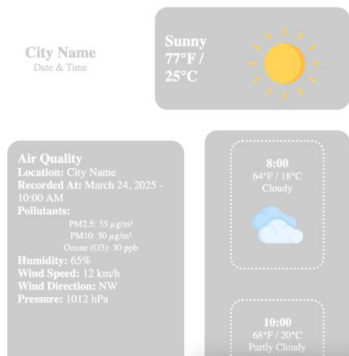 City Name
Date & Time
Sunny
77°F /
25°C
Air Quality
Location: City Name
Recorded At: March 24, 2025 -
10:00 AM
Pollutants:
PM2.5: 35 µg/m³
PM10: 50 µg/m³
Ozone (O3): 30 ppb
Humidity: 65%
Wind Speed: 12 km/h
Wind Direction: NW
Pressure: 1012 hPa
8:00
64°F / 18°C
Cloudy
10:00
68°F / 20°C
Partly Cloudy